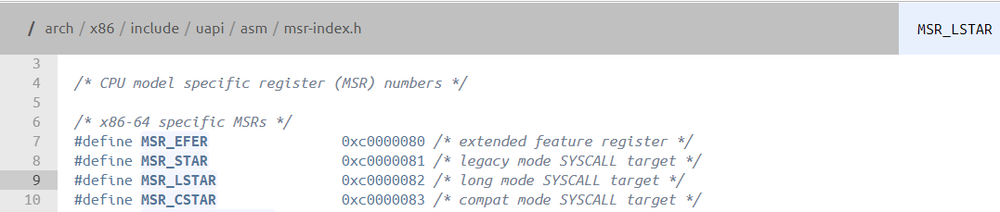 / arch / x86 / include / uapi / asm / msr-index.h MSR_LSTAR
3
4 /* CPU model specific register (MSR) numbers */
5
6 /* x86-64 specific MSRs */
7 #define MSR_EFER 0xc0000080 /* extended feature register */
8 #define MSR_STAR 0xc0000081 /* legacy mode SYSCALL target */
9 #define MSR_LSTAR 0xc0000082 /* long mode SYSCALL target */
10 #define MSR_CSTAR 0xc0000083 /* compat mode SYSCALL target */